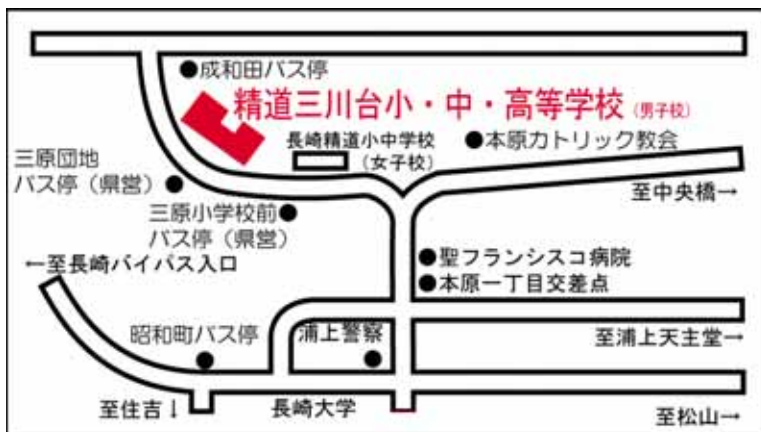 成和田バス停
精道三川台小・中・高等学校（男子校）
長崎精道小中学校
（女子校）
●本原カトリック教会
三原団地
バス停（県営）
至中央橋→
三原小学校前
バス停（県営）
←至長崎バイパス入口
聖フランシスコ病院
本原一丁目交差点
昭和町バス停
浦上警察
至浦上天主堂→
至住吉↓
長崎大学
至松山→